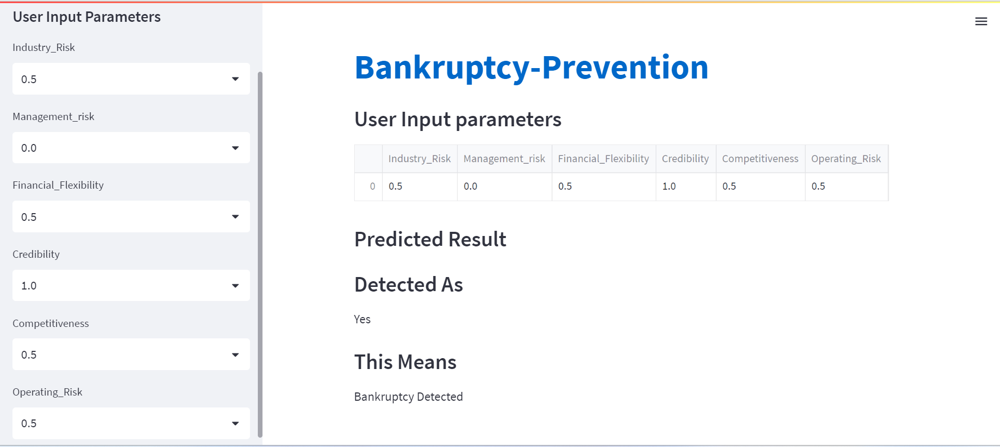 User Input Parameters
Industry_Risk
0.5
Management_risk
0.0
Financial_Flexibility
0.5
Credibility
1.0
Competitiveness
0.5
Operating_Risk
0.5
Bankruptcy-Prevention
User Input parameters
Industry_Risk Management_risk Financial_Flexibility Credibility Competitiveness Operating_Risk
0 0.5 0.0 0.5 1.0 0.5 0.5
Predicted Result
Detected As
Yes
This Means
Bankruptcy Detected